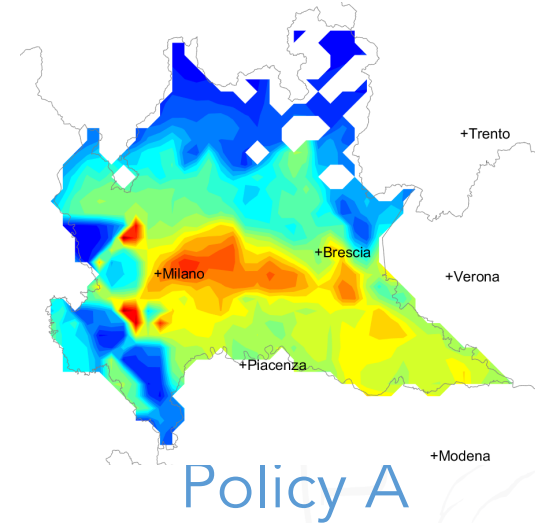 +Trento
+Brescia
+Milano
+Verona
+Piacenza
+Modena
Policy A